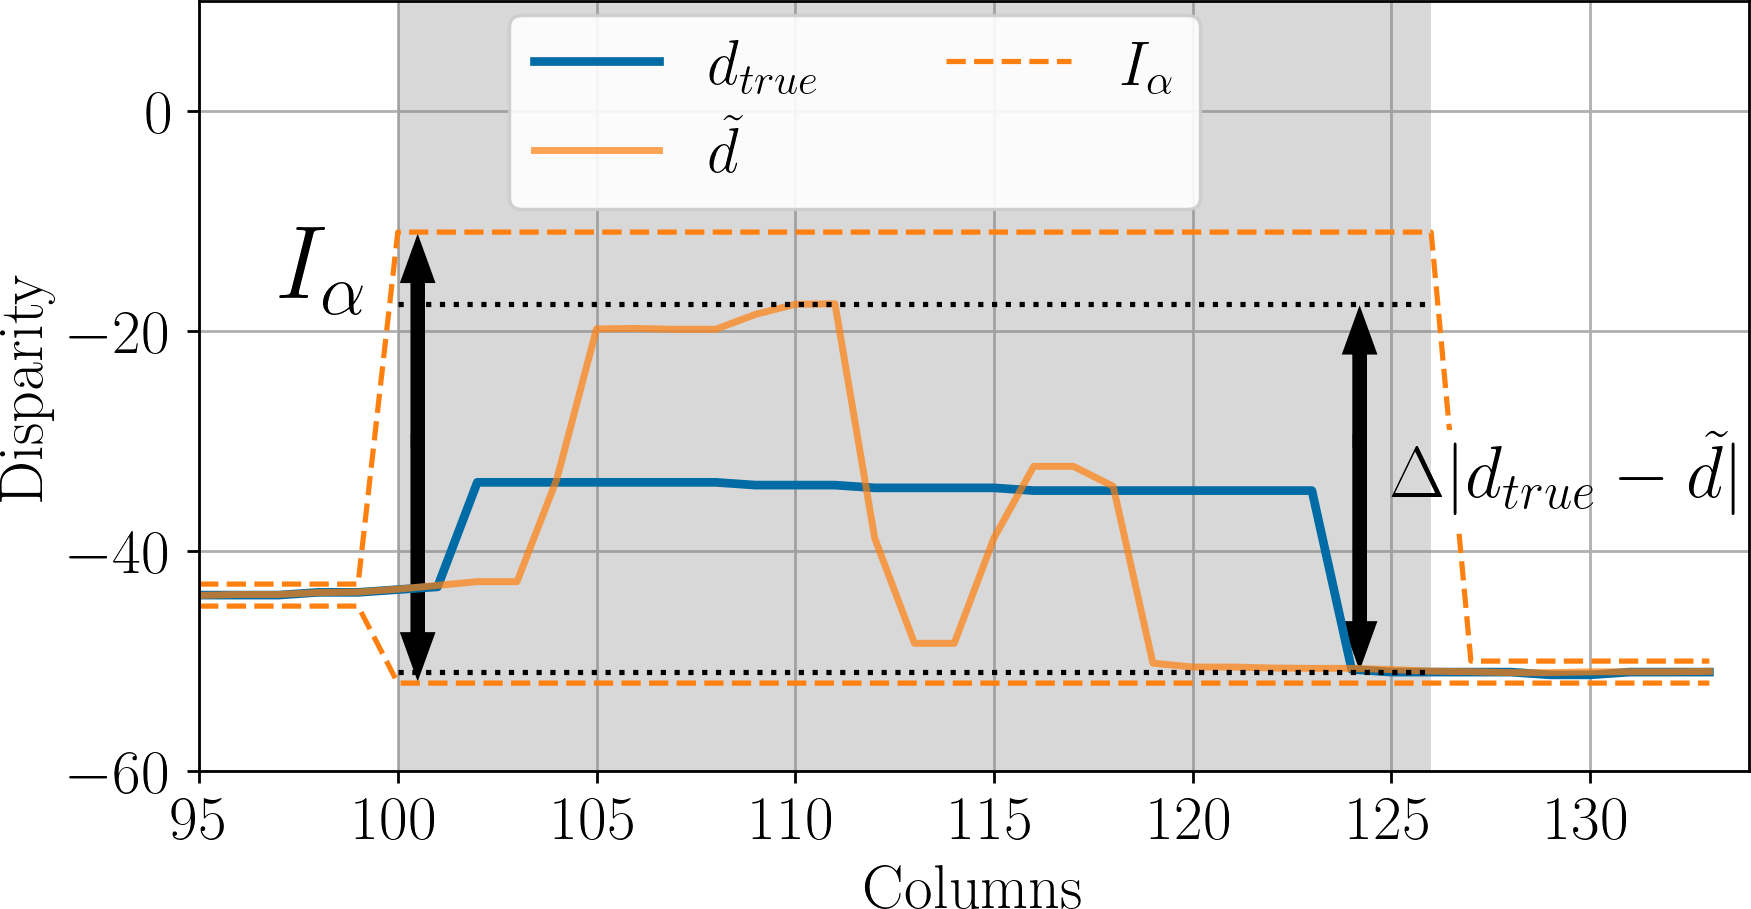 d_true
I_α
d̃
0
I_α
−20
Disparity
Δ|d_true − d̃|
−40
−60
95 100 105 110 115 120 125 130
Columns